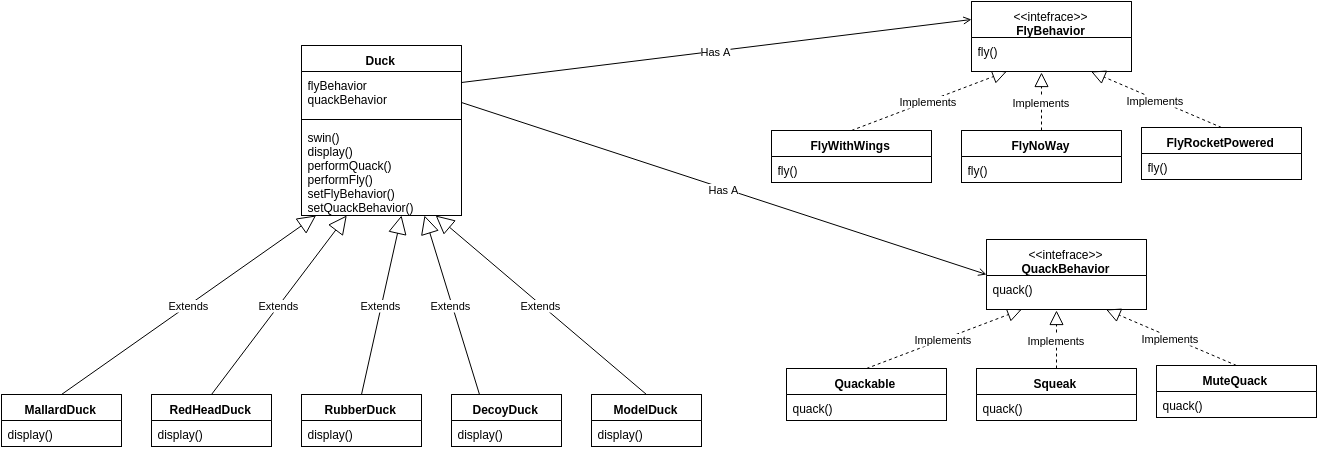 Duck
flyBehavior
quackBehavior
swin()
display()
performQuack()
performFly()
setFlyBehavior()
setQuackBehavior()
Has A
Has A
<<intefrace>>
FlyBehavior
fly()
Implements
Implements
Implements
FlyWithWings
fly()
FlyNoWay
fly()
FlyRocketPowered
fly()
<<intefrace>>
QuackBehavior
quack()
Implements
Implements
Implements
Quackable
quack()
Squeak
quack()
MuteQuack
quack()
Extends
Extends
Extends
Extends
Extends
MallardDuck
display()
RedHeadDuck
display()
RubberDuck
display()
DecoyDuck
display()
ModelDuck
display()